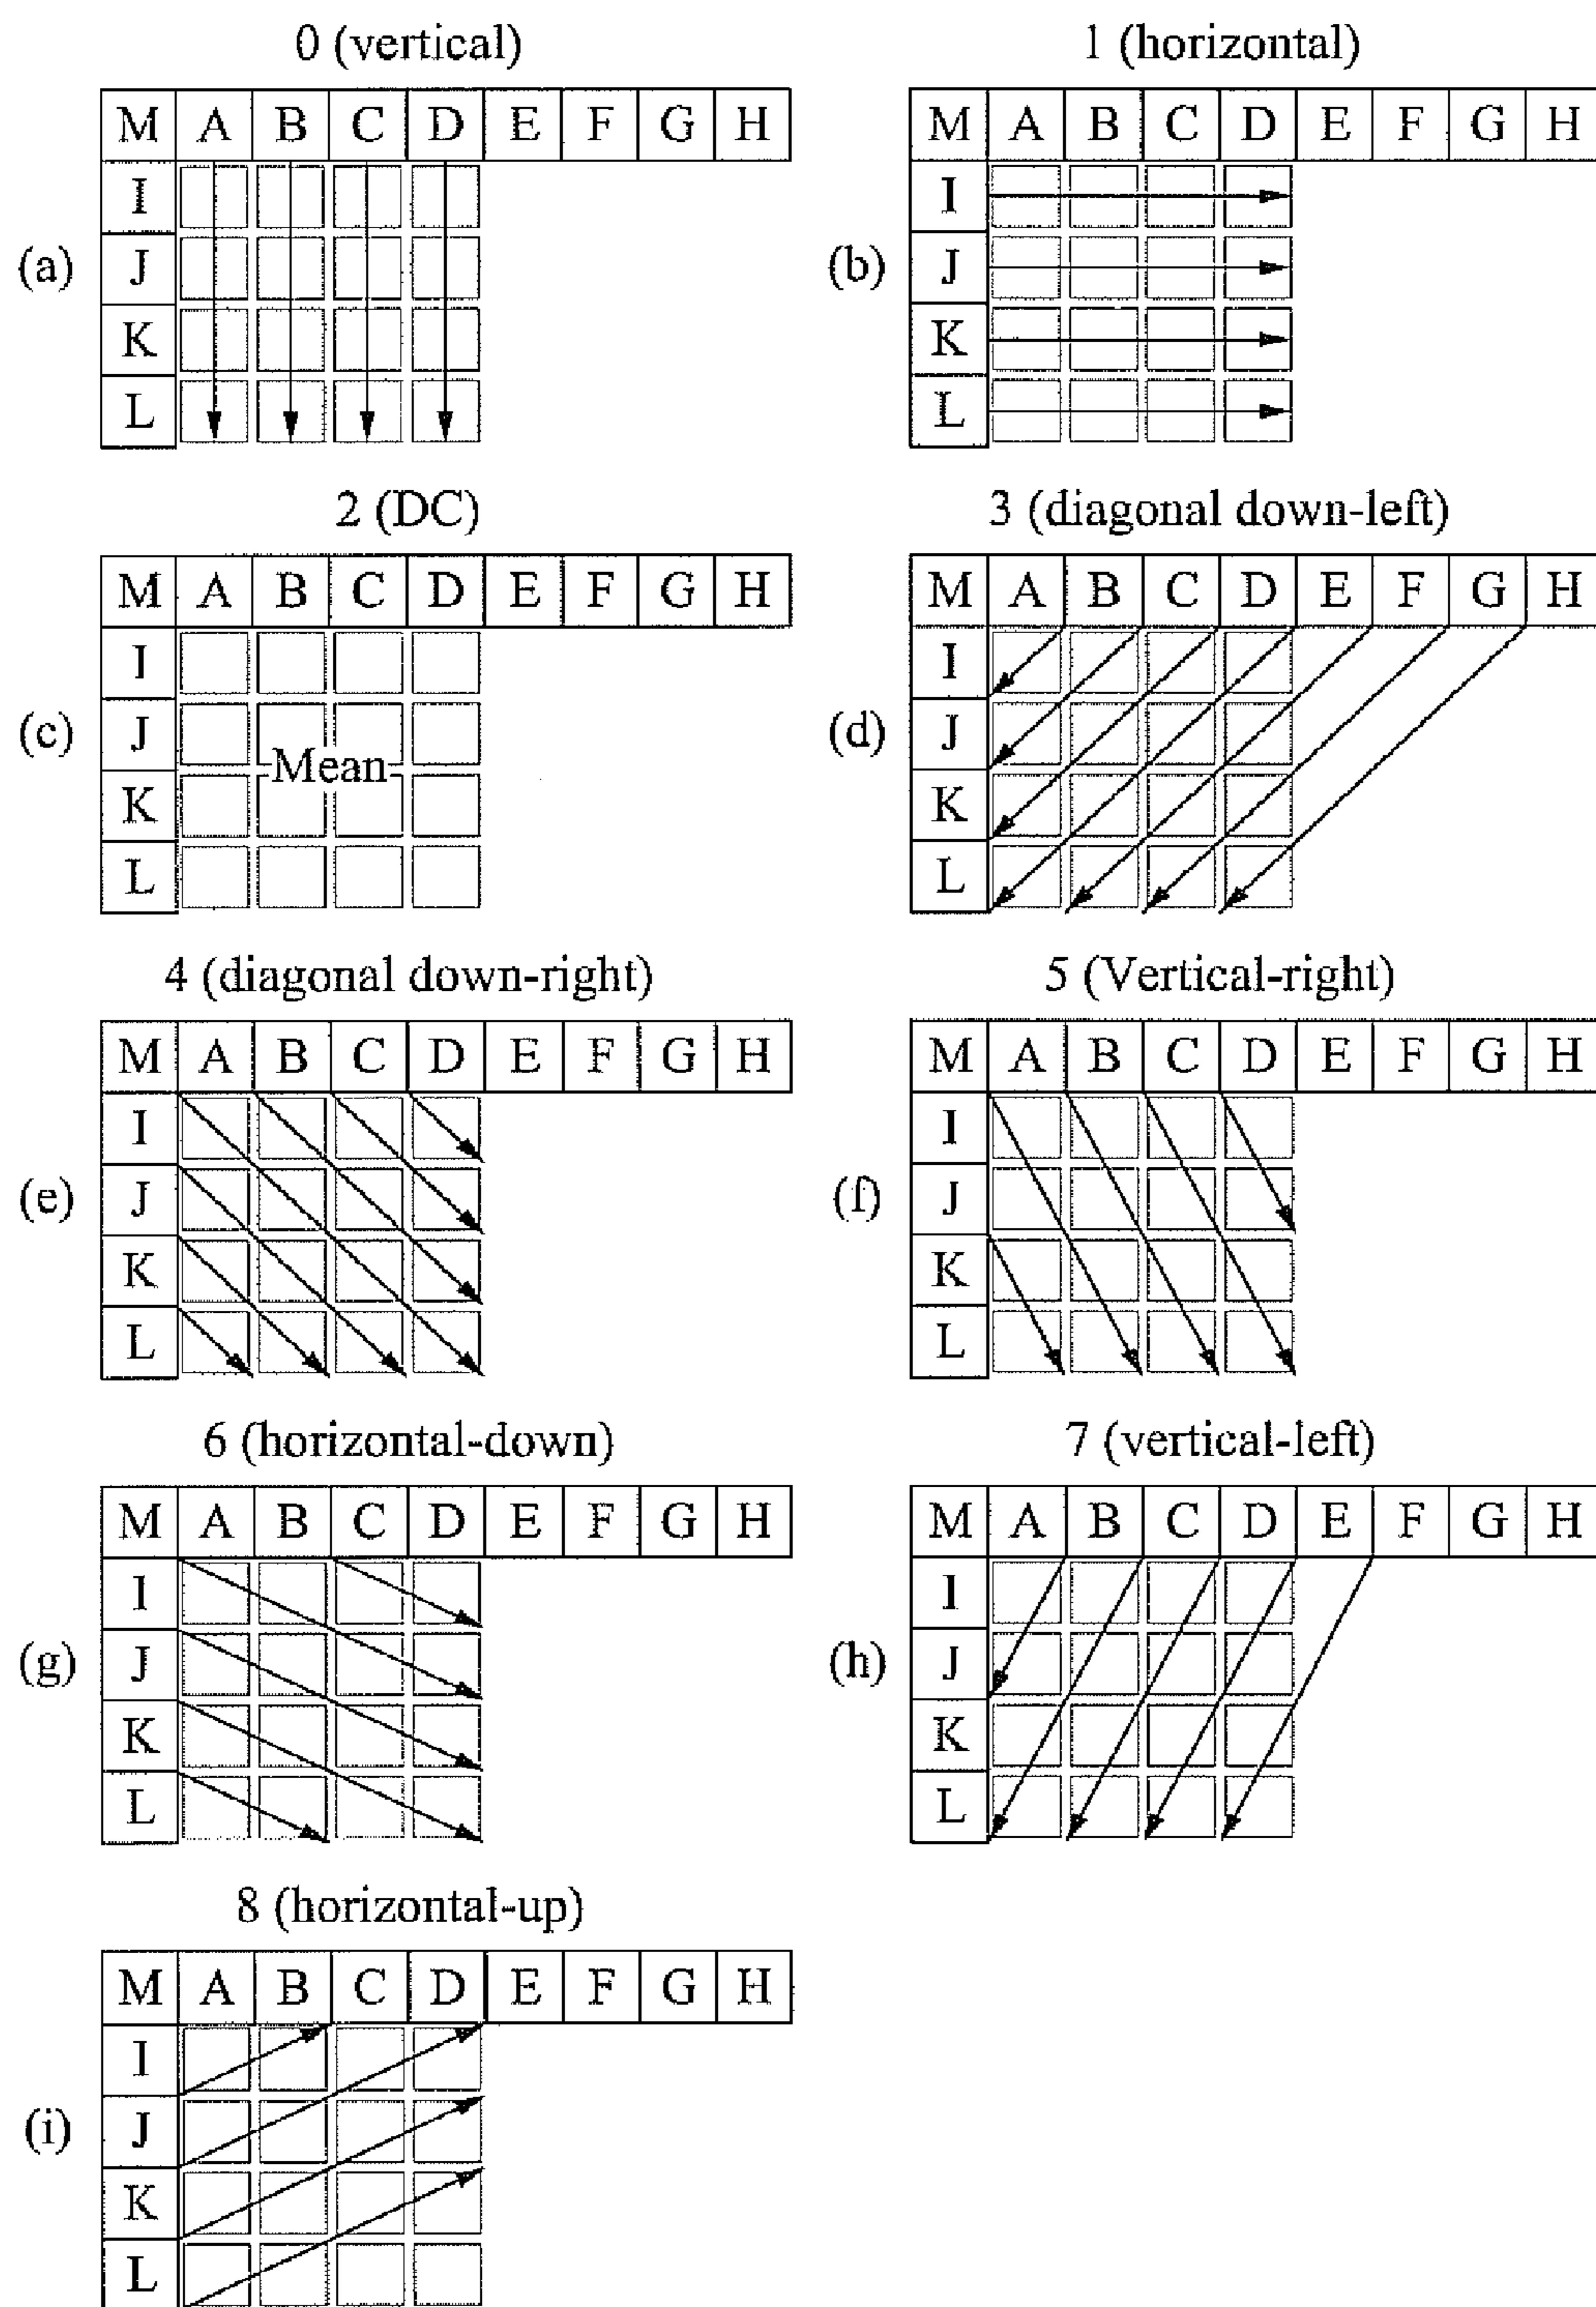 0 (vertical)
M A B C D E F G H
I
(a) J
K
L
1 (horizontal)
M A B C D E F G H
I
(b) J
K
L
2 (DC)
M A B C D E F G H
I
(c) J
Mean
K
L
3 (diagonal down-left)
M A B C D E F G H
I
(d) J
K
L
4 (diagonal down-right)
M A B C D E F G H
I
(e) J
K
L
5 (Vertical-right)
M A B C D E F G H
I
(f) J
K
L
6 (horizontal-down)
M A B C D E F G H
I
(g) J
K
L
7 (vertical-left)
M A B C D E F G H
I
(h) J
K
L
8 (horizontal-up)
M A B C D E F G H
I
(i) J
K
L